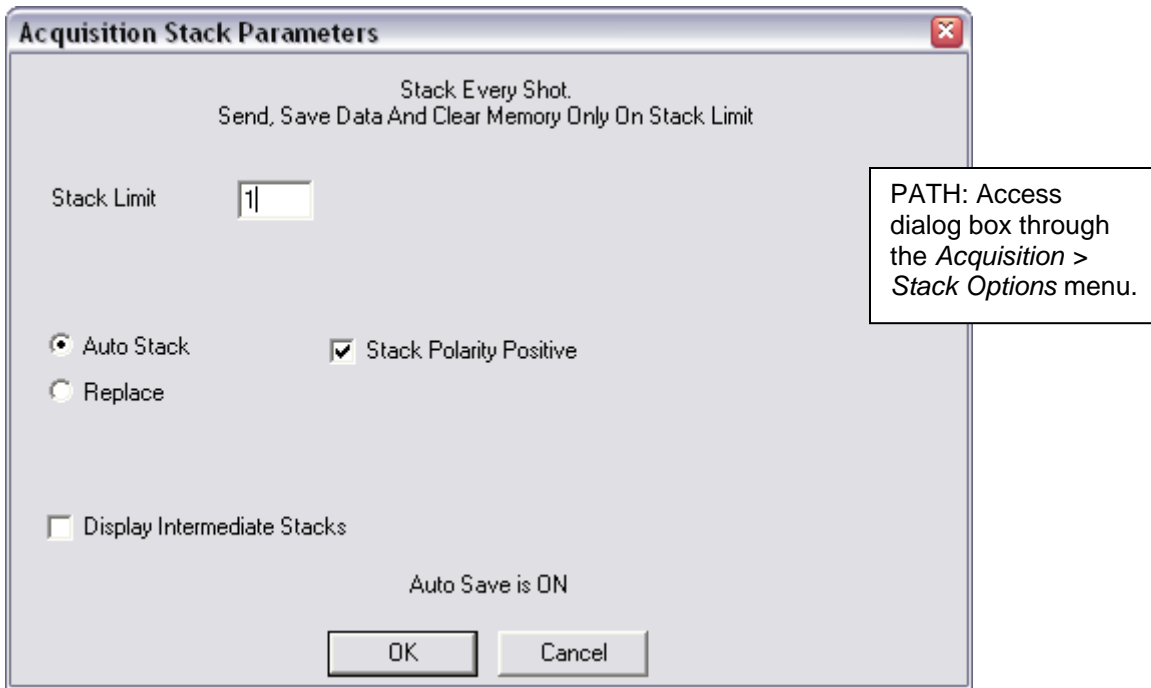 Acquisition Stack Parameters
Stack Every Shot.
Send, Save Data And Clear Memory Only On Stack Limit
Stack Limit
1
PATH: Access
dialog box through
the Acquisition >
Stack Options menu.
Auto Stack
Stack Polarity Positive
Replace
Display Intermediate Stacks
Auto Save is ON
OK
Cancel